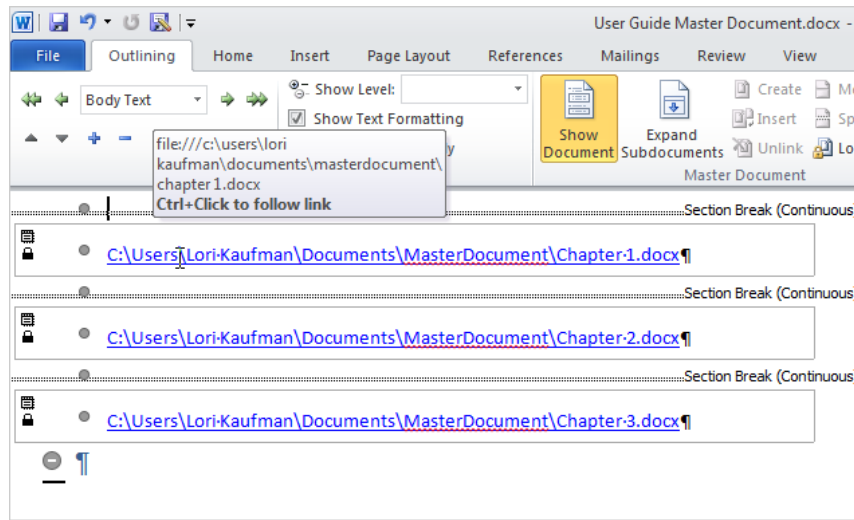 User Guide Master Document.docx -
File Outlining Home Insert Page Layout References Mailings Review View
Body Text Show Level: Create
Show Text Formatting Insert
Show Document Expand Subdocuments Unlink
Master Document
file:///c:\users\lori
kaufman\documents\masterdocument\
chapter 1.docx
Ctrl+Click to follow link
Section Break (Continuous
C:\Users\Lori·Kaufman\Documents\MasterDocument\Chapter·1.docx¶
Section Break (Continuous
C:\Users\Lori·Kaufman\Documents\MasterDocument\Chapter·2.docx¶
Section Break (Continuous
C:\Users\Lori·Kaufman\Documents\MasterDocument\Chapter·3.docx¶
¶